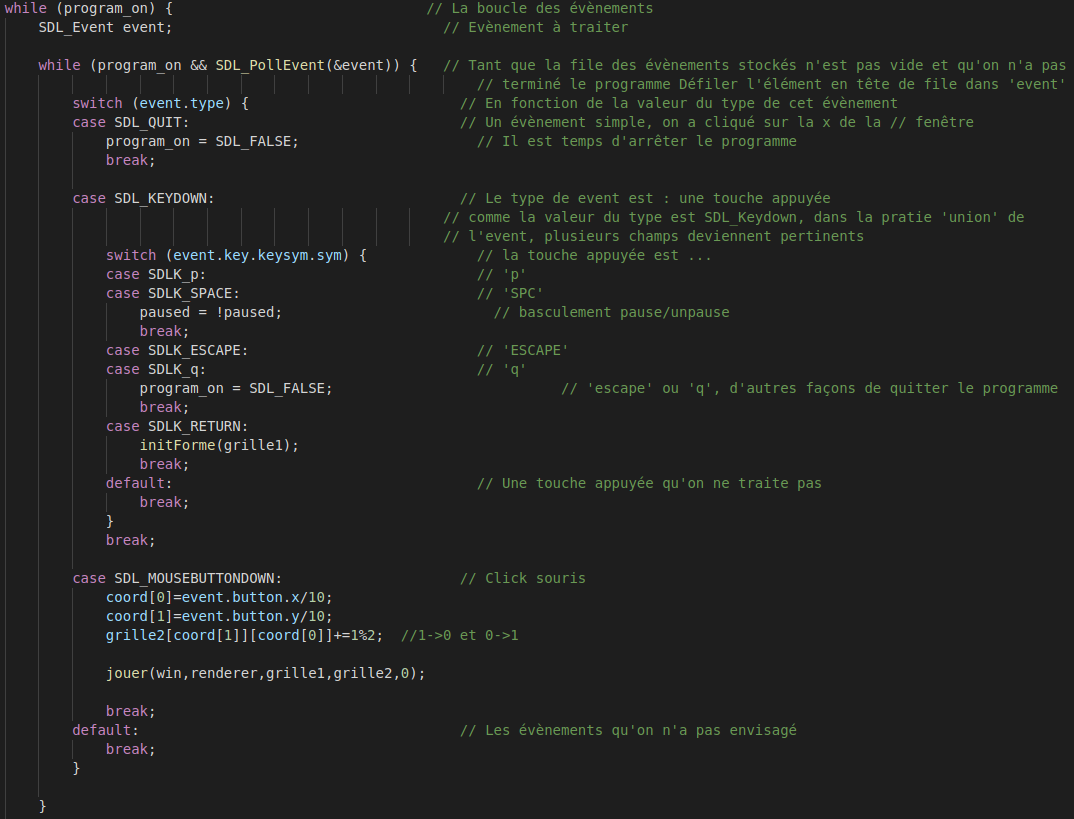 while (program_on) { // La boucle des évènements
SDL_Event event; // Evènement à traiter
while (program_on && SDL_PollEvent(&event)) { // Tant que la file des évènements stockés n'est pas vide et qu'on n'a pas
// terminé le programme Défiler l'élément en tête de file dans 'event'
switch (event.type) { // En fonction de la valeur du type de cet évènement
case SDL_QUIT: // Un évènement simple, on a cliqué sur la x de la // fenêtre
program_on = SDL_FALSE; // Il est temps d'arrêter le programme
break;
case SDL_KEYDOWN: // Le type de event est : une touche appuyée
// comme la valeur du type est SDL_Keydown, dans la pratie 'union' de
// l'event, plusieurs champs deviennent pertinents
switch (event.key.keysym.sym) { // la touche appuyée est ...
case SDLK_p: // 'p'
case SDLK_SPACE: // 'SPC'
paused = !paused; // basculement pause/unpause
break;
case SDLK_ESCAPE: // 'ESCAPE'
case SDLK_q: // 'q'
program_on = SDL_FALSE; // 'escape' ou 'q', d'autres façons de quitter le programme
break;
case SDLK_RETURN:
initForme(grille1);
break;
default: // Une touche appuyée qu'on ne traite pas
break;
}
break;
case SDL_MOUSEBUTTONDOWN: // Click souris
coord[0]=event.button.x/10;
coord[1]=event.button.y/10;
grille2[coord[1]][coord[0]]+=1%2; //1->0 et 0->1
jouer(win,renderer,grille1,grille2,0);
break;
default: // Les évènements qu'on n'a pas envisagé
break;
}
}